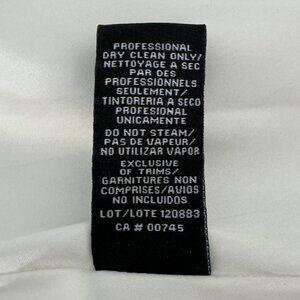 PROFESSIONAL
DRY CLEAN ONLY/
NETTOYAGE A SEC
PAR DES
PROFESSIONNELS
SEULEMENT/
TINTORERIA A SECO
PROFESIONAL
UNICAMENTE
DO NOT STEAM/
PAS DE VAPEUR/
NO UTILIZAR VAPOR
EXCLUSIVE
OF TRIMS/
GARNITURES NON
COMPRISES/AVIOS
NO INCLUIDOS
LOT/LOTE 120883
CA # 00745